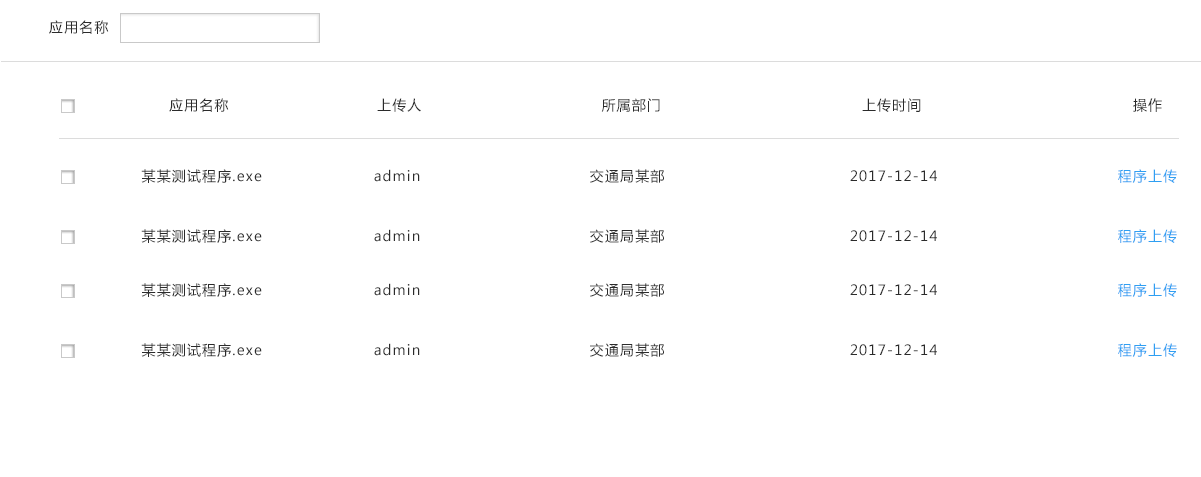 应用名称
应用名称 上传人 所属部门 上传时间 操作
某某测试程序.exe admin 交通局某部 2017-12-14 程序上传
某某测试程序.exe admin 交通局某部 2017-12-14 程序上传
某某测试程序.exe admin 交通局某部 2017-12-14 程序上传
某某测试程序.exe admin 交通局某部 2017-12-14 程序上传